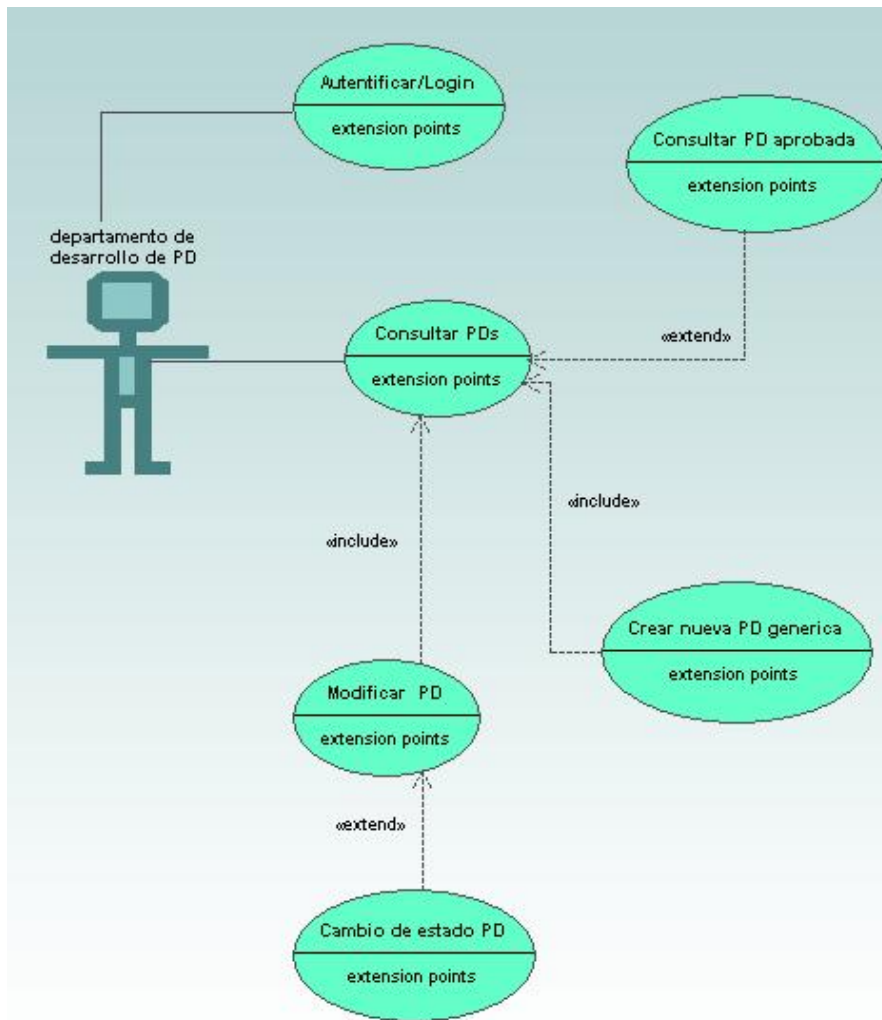 Autentificar/Login
extension points
Consultar PD aprobada
extension points
departamento de
desarrollo de PD
Consultar PDs
extension points
«extend»
«include»
«include»
Crear nueva PD generica
extension points
Modificar PD
extension points
«extend»
Cambio de estado PD
extension points